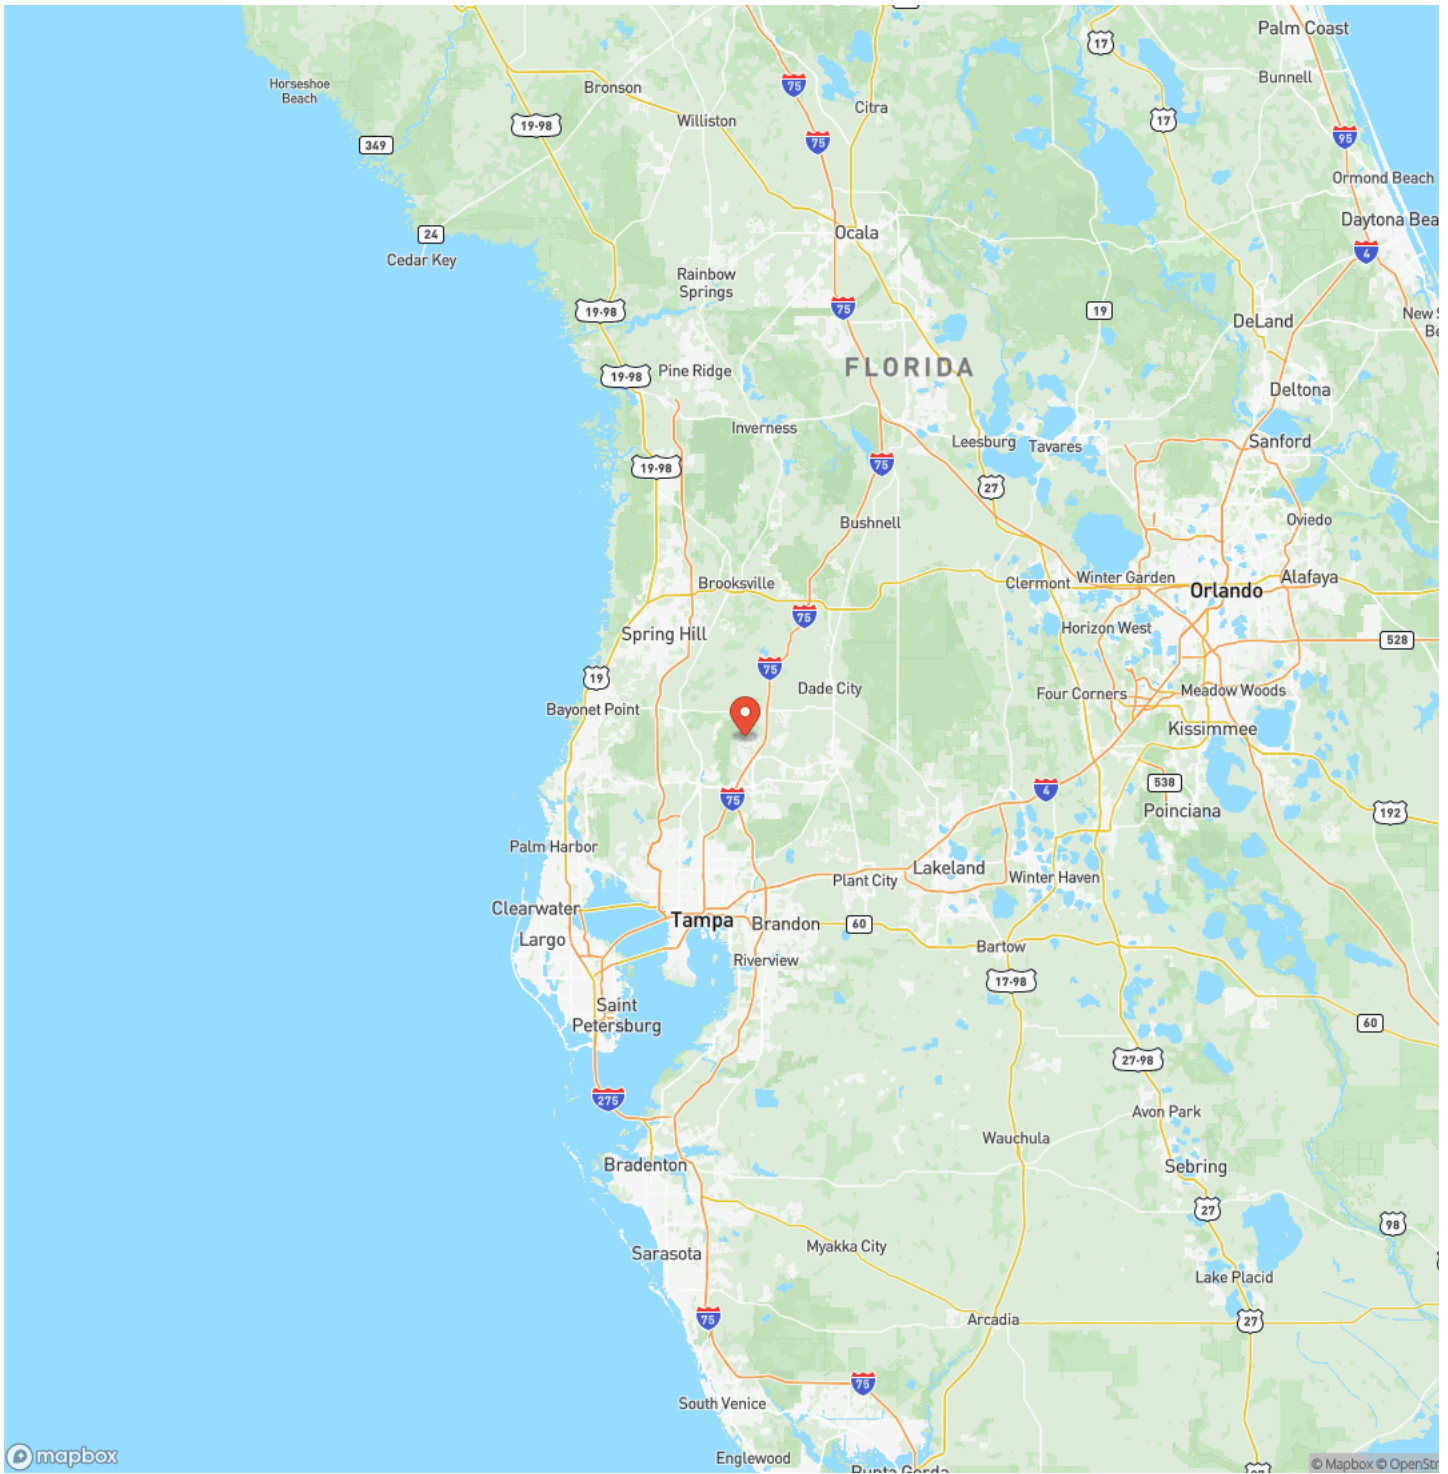 Palm Coast
17
Bunnell
Horseshoe
Beach
Bronson
75
Citra
Williston
19-98
17
349
75
95
Ormond Beach
24
Cedar Key
Ocala
Daytona Bea
4
Rainbow
Springs
19-98
75
19
DeLand
New S
Be
FLORIDA
19-98
Pine Ridge
Deltona
Inverness
Leesburg
Tavares
Sanford
19-98
75
27
Bushnell
Oviedo
Brooksville
Clermont
Winter Garden
Orlando
Alafaya
75
Spring Hill
Horizon West
528
75
19
Dade City
Four Corners
Meadow Woods
Bayonet Point
Kissimmee
75
4
538
Poinciana
192
Palm Harbor
Lakeland
Plant City
Winter Haven
Clearwater
Tampa
Brandon
60
Largo
Riverview
Bartow
17-98
Saint
Petersburg
60
27-98
275
Avon Park
Wauchula
Bradenton
Sebring
27
98
Sarasota
Myakka City
Lake Placid
75
Arcadia
27
75
South Venice
mapbox
Englewood
Punta Gorda
© Mapbox © OpenStr